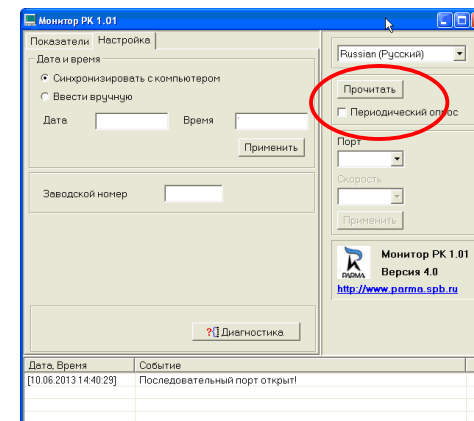 Монитор РК 1.01
Показатели Настройка
Дата и время
Синхронизировать с компьютером
Ввести вручную
Дата Время
Применить
Заводской номер
?{} Диагностика
Russian (Русский)
Прочитать
Периодический опрос
Порт
Скорость
Применить
PARMA
Монитор РК 1.01
Версия 4.0
http://www.parma.spb.ru
Дата, Время Событие
[10.06.2013 14:40:29] Последовательный порт открыт!